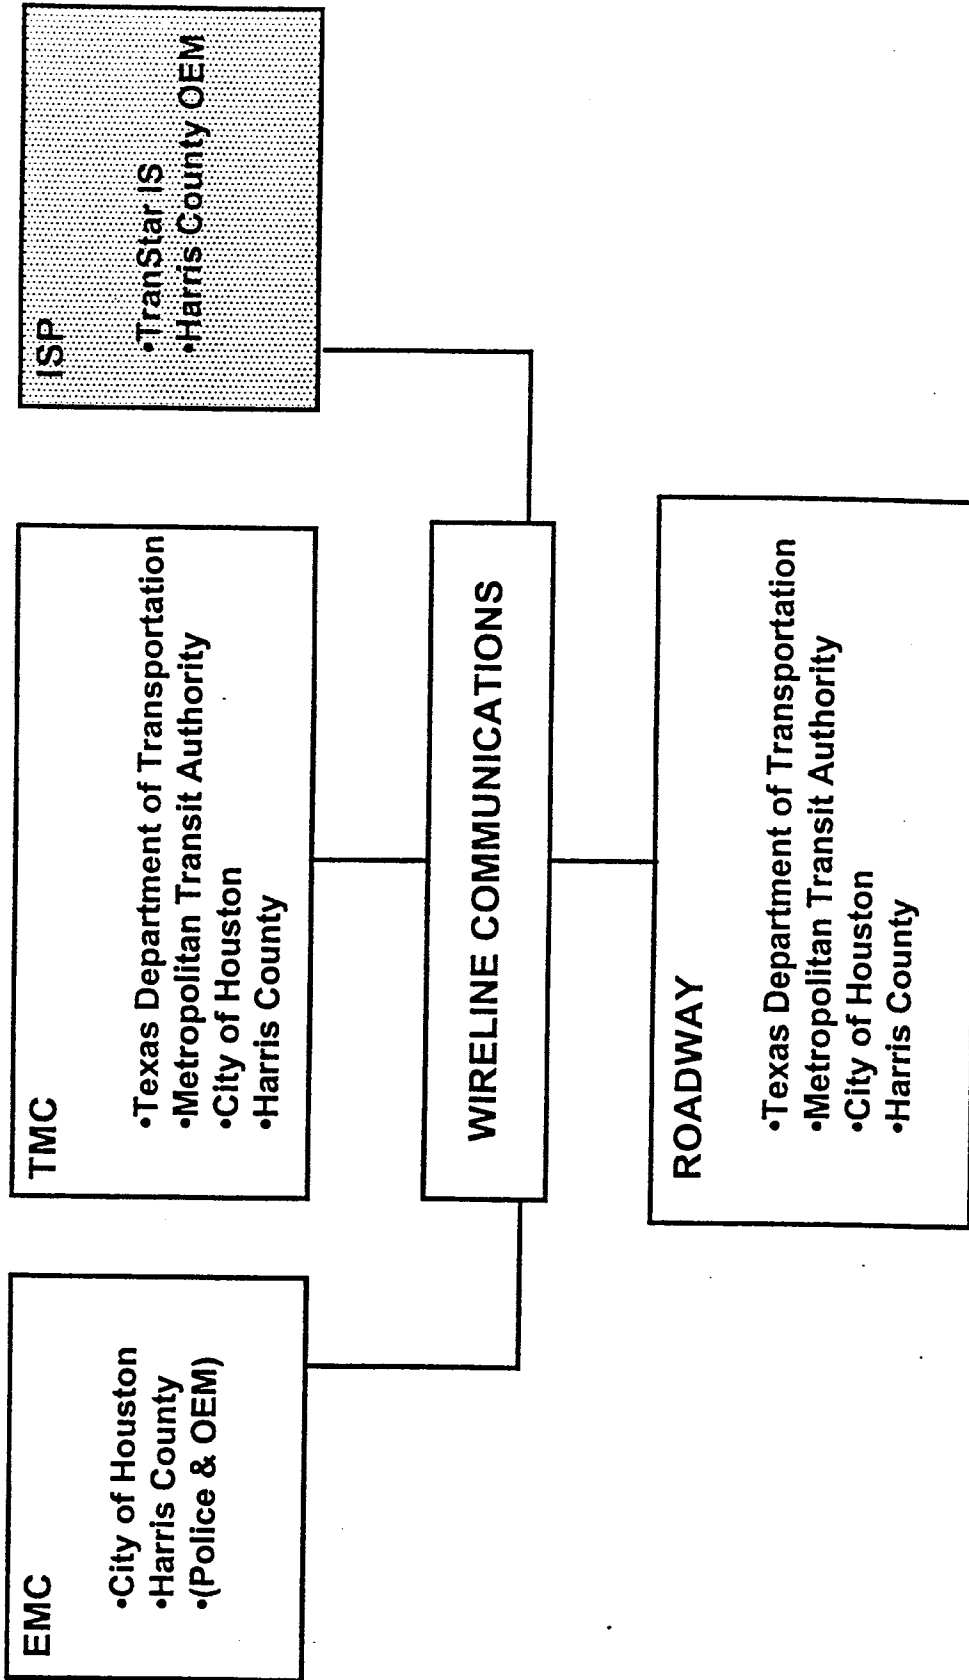 EMC
•City of Houston
•Harris County
•(Police & OEM)
TMC
•Texas Department of Transportation
•Metropolitan Transit Authority
•City of Houston
•Harris County
ISP
•TranStar IS
•Harris County OEM
WIRELINE COMMUNICATIONS
ROADWAY
•Texas Department of Transportation
•Metropolitan Transit Authority
•City of Houston
•Harris County